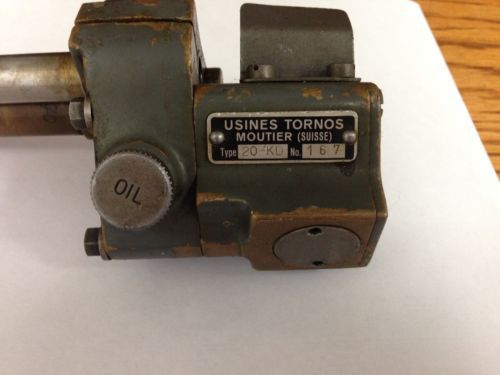 USINES TORNOS
MOUTIER (SUISSE)
Type 20-KD No. 167
OIL